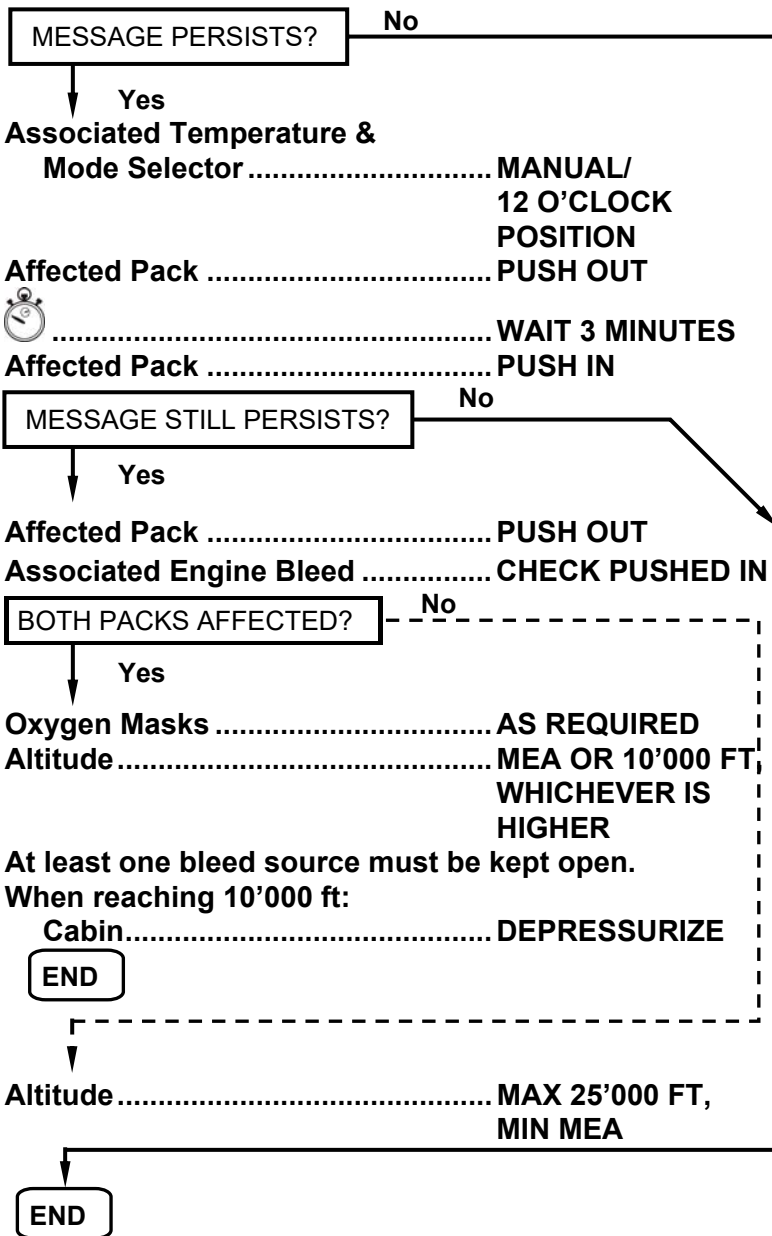 MESSAGE PERSISTS? No
Yes
Associated Temperature &
Mode Selector ............................. MANUAL/
12 O’CLOCK
POSITION
Affected Pack .................................. PUSH OUT
..................................................... WAIT 3 MINUTES
Affected Pack .................................. PUSH IN
MESSAGE STILL PERSISTS? No
Yes
Affected Pack .................................. PUSH OUT
Associated Engine Bleed ................ CHECK PUSHED IN
BOTH PACKS AFFECTED? No
Yes
Oxygen Masks ................................. AS REQUIRED
Altitude ............................................. MEA OR 10’000 FT,
WHICHEVER IS
HIGHER
At least one bleed source must be kept open.
When reaching 10’000 ft:
Cabin............................................ DEPRESSURIZE
END
Altitude ............................................. MAX 25’000 FT,
MIN MEA
END